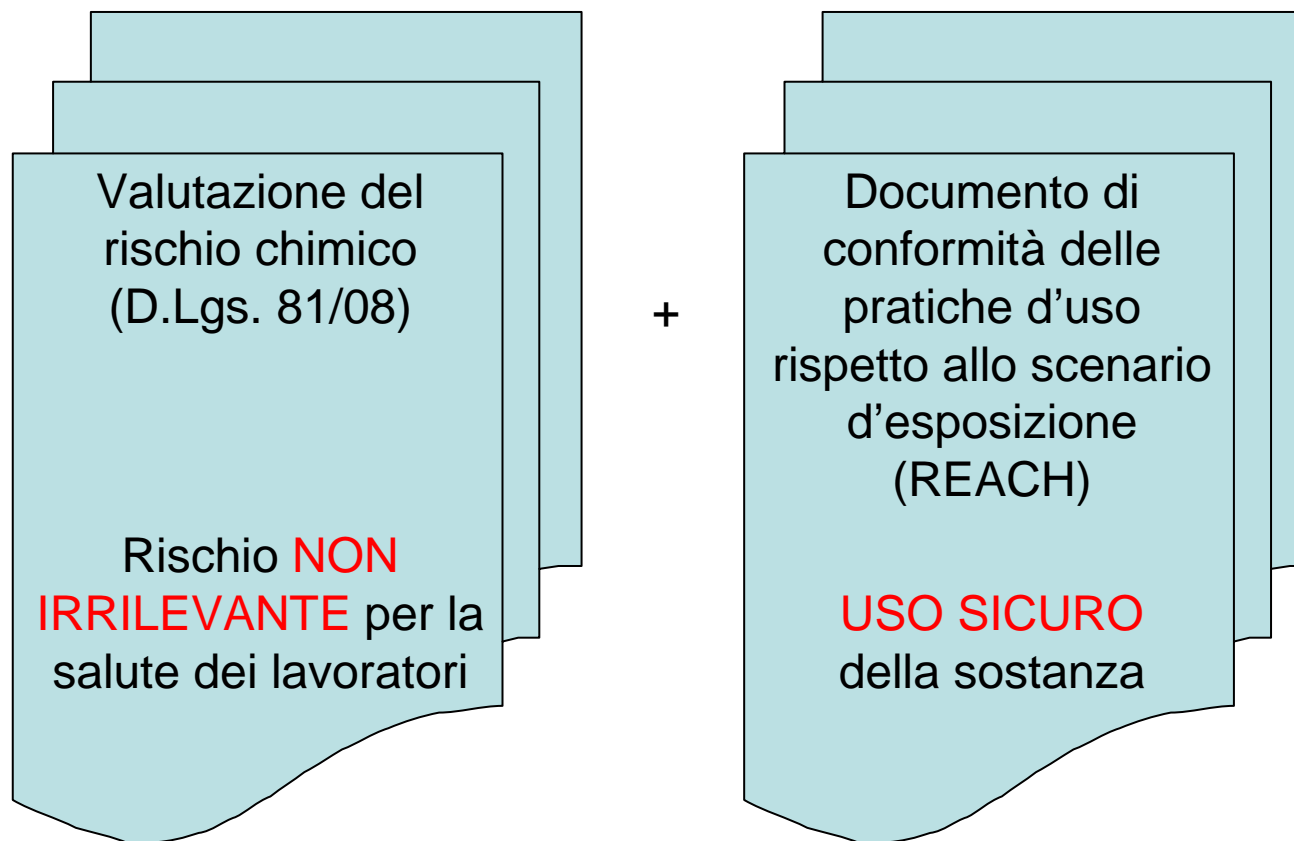 Valutazione del
rischio chimico
(D.Lgs. 81/08)
Rischio NON
IRRILEVANTE per la
salute dei lavoratori
+
Documento di
conformità delle
pratiche d’uso
rispetto allo scenario
d’esposizione
(REACH)
USO SICURO
della sostanza